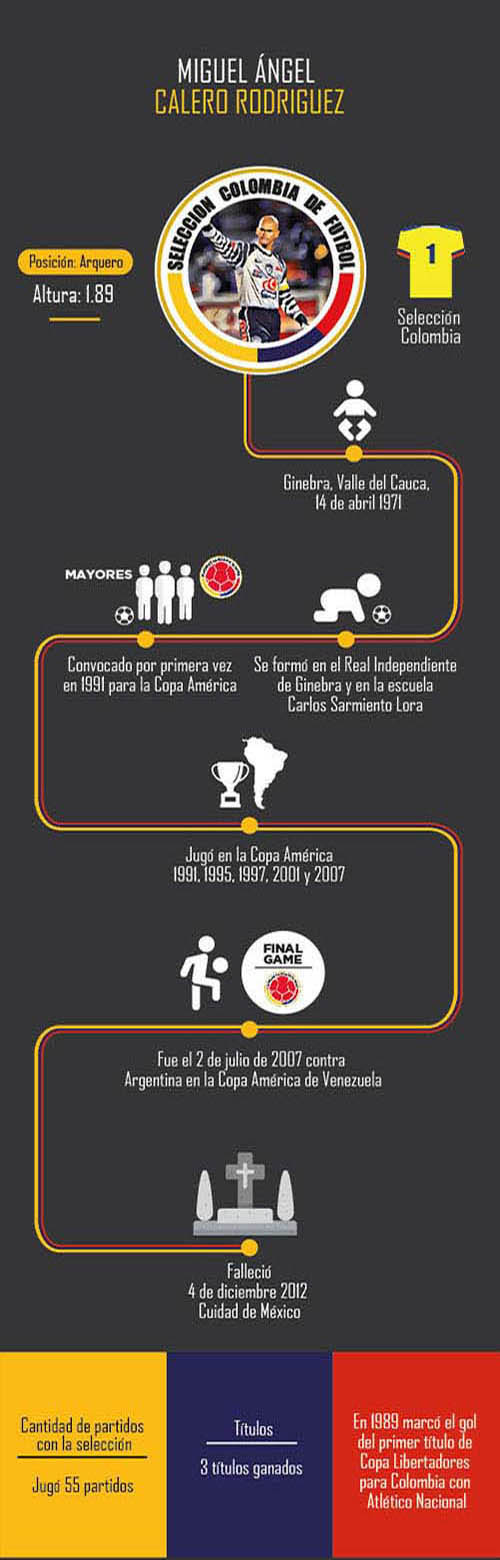 MIGUEL ÁNGEL
CALERO RODRIGUEZ
SELECCION COLOMBIA DE FUTBOL
Posición: Arquero
Altura: 1.89
1
Selección
Colombia
Ginebra, Valle del Cauca,
14 de abril 1971
MAYORES
Convocado por primera vez
en 1991 para la Copa América
Se formó en el Real Independiente
de Ginebra y en la escuela
Carlos Sarmiento Lora
Jugó en la Copa América
1991, 1995, 1997, 2001 y 2007
FINAL
GAME
Fue el 2 de julio de 2007 contra
Argentina en la Copa América de Venezuela
Falleció
4 de diciembre 2012
Cuidad de México
Cantidad de partidos
con la selección
Jugó 55 partidos
Títulos
3 títulos ganados
En 1989 marcó el gol
del primer título de
Copa Libertadores
para Colombia con
Atlético Nacional